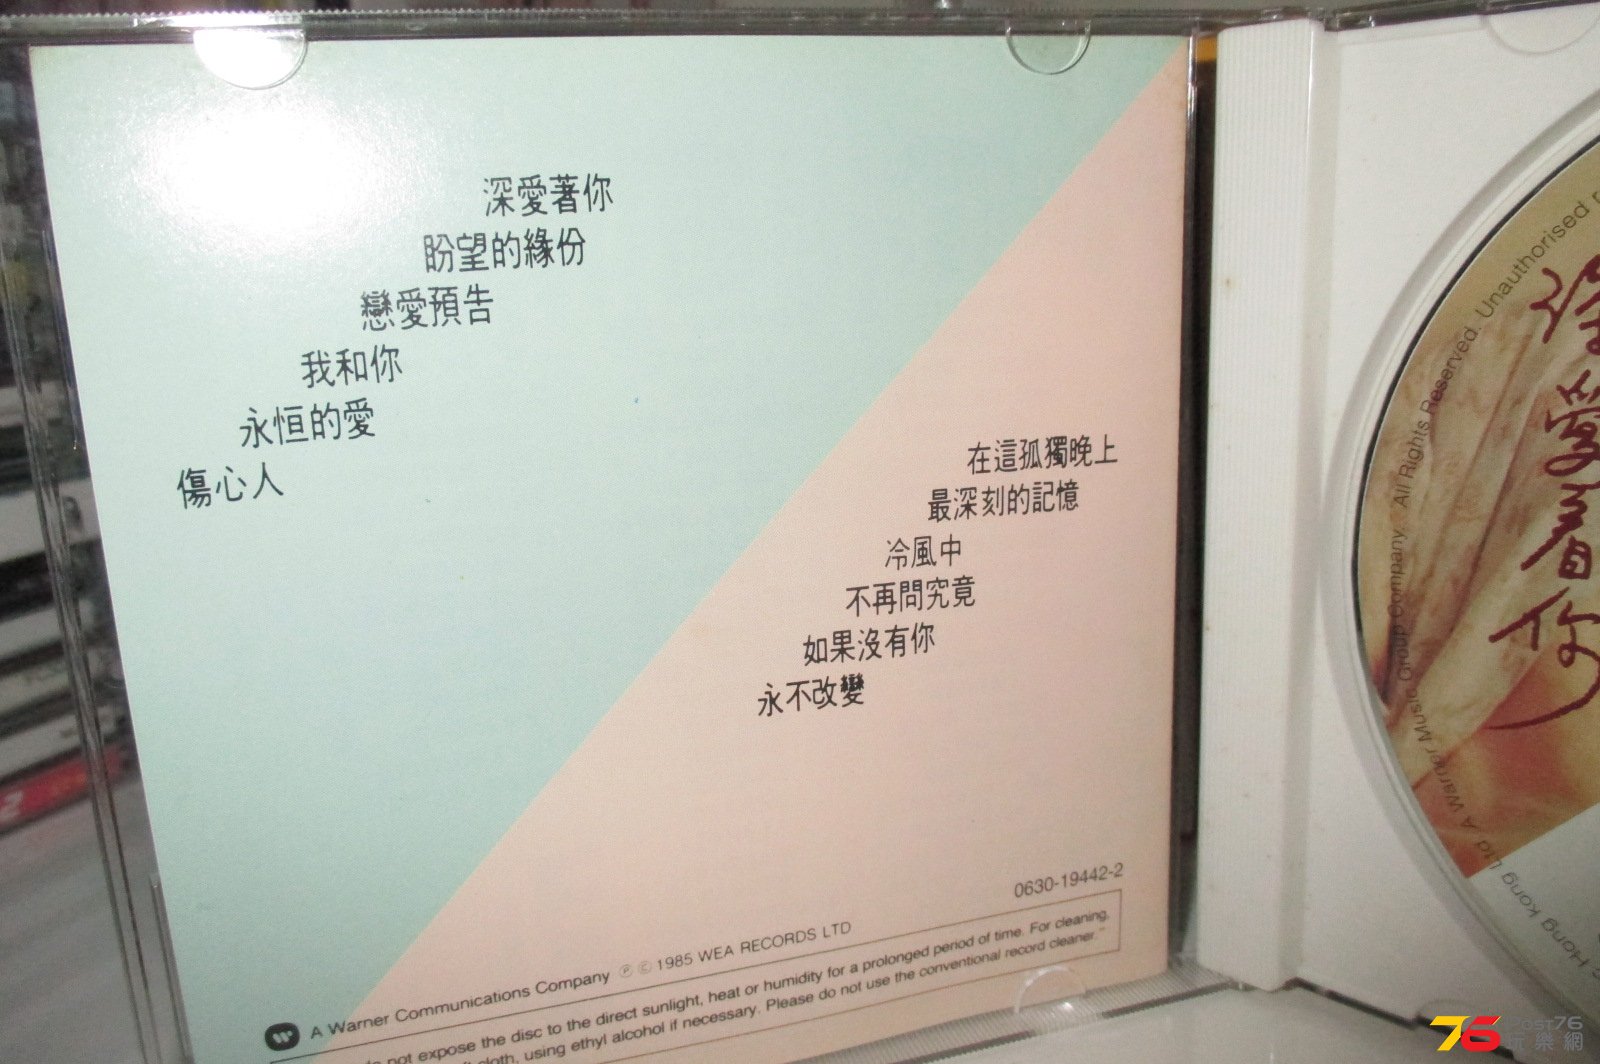 深愛著你
盼望的緣份
戀愛預告
我和你
永恒的愛
傷心人
在這孤獨晚上
最深刻的記憶
冷風中
不再問究竟
如果沒有你
永不改變
0630-19442-2
A Warner Communications Company ℗ © 1985 WEA RECORDS LTD
not expose the disc to the direct sunlight, heat or humidity for a prolonged period of time. For cleaning,
cloth, using ethyl alcohol if necessary. Please do not use the conventional record cleaner."
深愛着你
Hong Kong Ltd A Warner Music Group Company. All Rights Reserved. Unauthorised
76 Post76
玩樂網